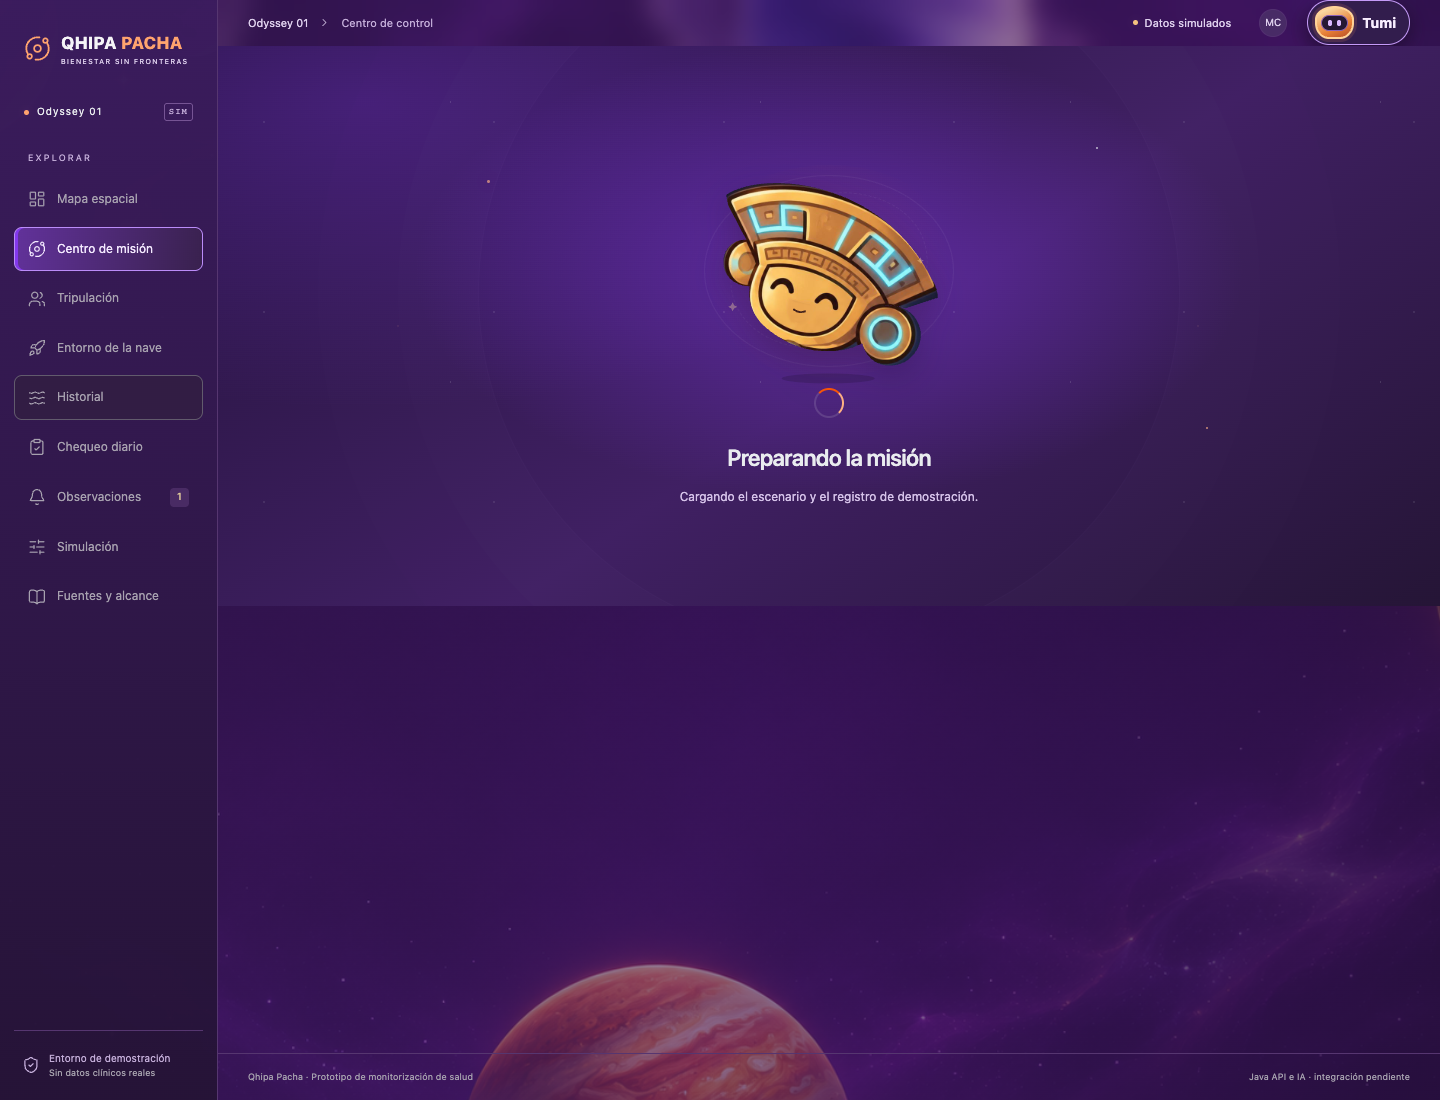 QHIPA PACHA
BIENESTAR SIN FRONTERAS
Odyssey 01
SIM
EXPLORAR
Mapa espacial
Centro de misión
Tripulación
Entorno de la nave
Historial
Chequeo diario
Observaciones
1
Simulación
Fuentes y alcance
Entorno de demostración
Sin datos clínicos reales
Odyssey 01
Centro de control
Datos simulados
MC
Tumi
Preparando la misión
Cargando el escenario y el registro de demostración.
Qhipa Pacha · Prototipo de monitorización de salud
Java API e IA · integración pendiente